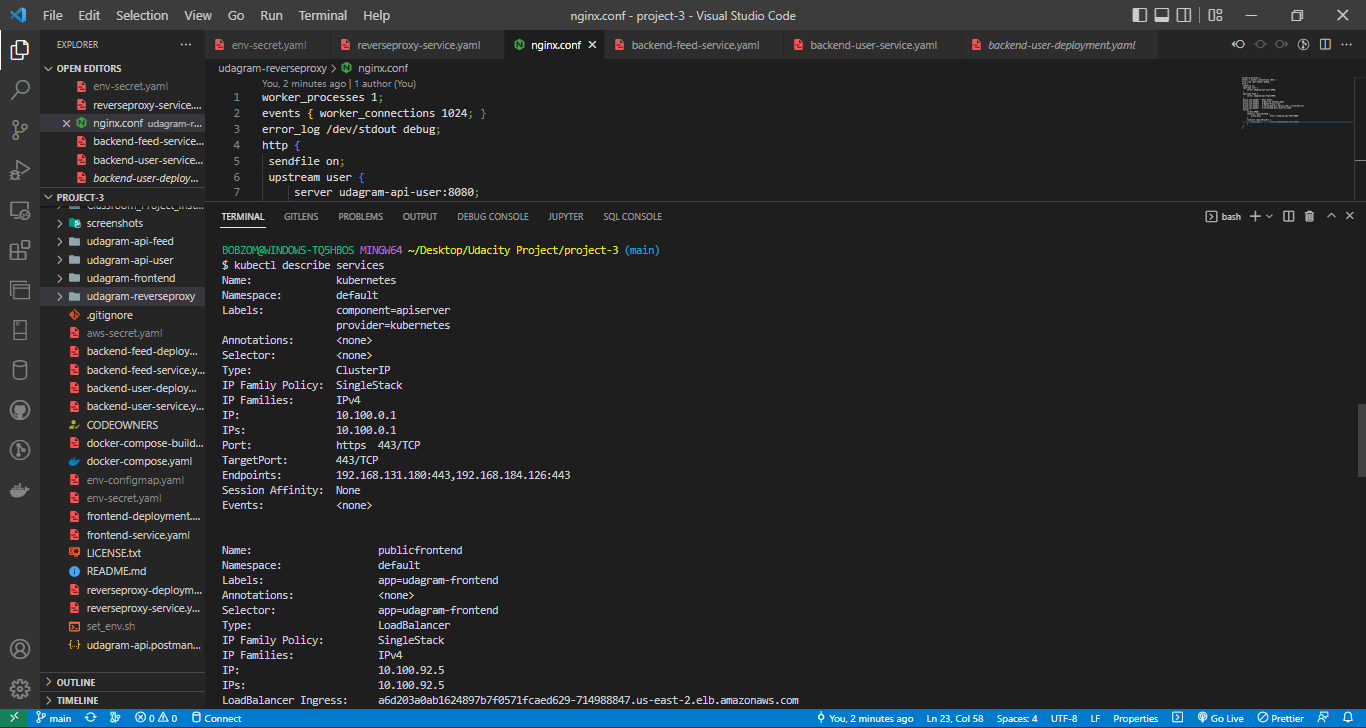 File Edit Selection View Go Run Terminal Help
nginx.conf - project-3 - Visual Studio Code
EXPLORER
OPEN EDITORS
env-secret.yaml
reverseproxy-service....
nginx.conf udagram-r...
backend-feed-service...
backend-user-service...
backend-user-deploy...
PROJECT-3
screenshots
udagram-api-feed
udagram-api-user
udagram-frontend
udagram-reverseproxy
.gitignore
aws-secret.yaml
backend-feed-deploy...
backend-feed-service.y...
backend-user-deploy...
backend-user-service.y...
CODEOWNERS
docker-compose-build...
docker-compose.yaml
env-configmap.yaml
env-secret.yaml
frontend-deployment....
frontend-service.yaml
LICENSE.txt
README.md
reverseproxy-deploym...
reverseproxy-service.y...
set_env.sh
udagram-api.postman...
OUTLINE
TIMELINE
env-secret.yaml reverseproxy-service.yaml nginx.conf backend-feed-service.yaml backend-user-service.yaml backend-user-deployment.yaml
udagram-reverseproxy > nginx.conf
You, 2 minutes ago | 1 author (You)
1 worker_processes 1;
2 events { worker_connections 1024; }
3 error_log /dev/stdout debug;
4 http {
5 sendfile on;
6 upstream user {
7 server udagram-api-user:8080;
TERMINAL GITLENS PROBLEMS OUTPUT DEBUG CONSOLE JUPYTER SQL CONSOLE
bash
BOBZOM@WINDOWS-TQ5HBOS MINGW64 ~/Desktop/Udacity Project/project-3 (main)
$ kubectl describe services
Name: kubernetes
Namespace: default
Labels: component=apiserver
provider=kubernetes
Annotations: <none>
Selector: <none>
Type: ClusterIP
IP Family Policy: SingleStack
IP Families: IPv4
IP: 10.100.0.1
IPs: 10.100.0.1
Port: https 443/TCP
TargetPort: 443/TCP
Endpoints: 192.168.131.180:443,192.168.184.126:443
Session Affinity: None
Events: <none>
Name: publicfrontend
Namespace: default
Labels: app=udagram-frontend
Annotations: <none>
Selector: app=udagram-frontend
Type: LoadBalancer
IP Family Policy: SingleStack
IP Families: IPv4
IP: 10.100.92.5
IPs: 10.100.92.5
LoadBalancer Ingress: a6d203a0ab1624897b7f0571fcaed629-714988847.us-east-2.elb.amazonaws.com
main 0 0 Connect You, 2 minutes ago Ln 23, Col 58 Spaces: 4 UTF-8 LF Properties Go Live Prettier